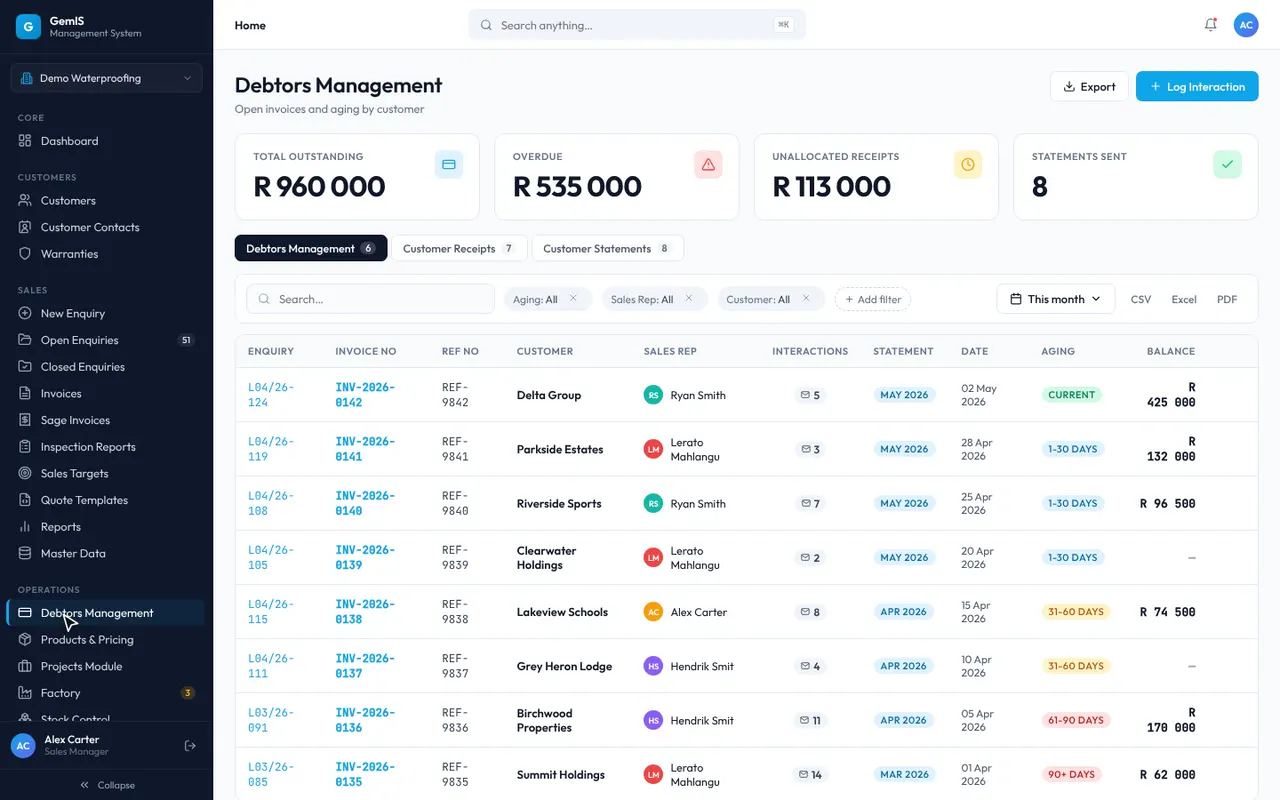 G
GemIS
Management System
Demo Waterproofing
CORE
Dashboard
CUSTOMERS
Customers
Customer Contacts
Warranties
SALES
New Enquiry
Open Enquiries 51
Closed Enquiries
Invoices
Sage Invoices
Inspection Reports
Sales Targets
Quote Templates
Reports
Master Data
OPERATIONS
Debtors Management
Products & Pricing
Projects Module
Factory 3
Stock Control
AC
Alex Carter
Sales Manager
Collapse
Home
Search anything...
⌘K
AC
Debtors Management
Open invoices and aging by customer
Export
+ Log Interaction
TOTAL OUTSTANDING
R 960 000
OVERDUE
R 535 000
UNALLOCATED RECEIPTS
R 113 000
STATEMENTS SENT
8
Debtors Management 6
Customer Receipts 7
Customer Statements 8
Search...
Aging: All ×
Sales Rep: All ×
Customer: All ×
+ Add filter
This month
CSV
Excel
PDF
ENQUIRY INVOICE NO REF NO CUSTOMER SALES REP INTERACTIONS STATEMENT DATE AGING BALANCE
L04/26-
124
INV-2026-
0142
REF-
9842
Delta Group
RS
Ryan Smith
5
MAY 2026
02 May
2026
CURRENT
R
425 000
L04/26-
119
INV-2026-
0141
REF-
9841
Parkside Estates
LM
Lerato
Mahlangu
3
MAY 2026
28 Apr
2026
1-30 DAYS
R
132 000
L04/26-
108
INV-2026-
0140
REF-
9840
Riverside Sports
RS
Ryan Smith
7
MAY 2026
25 Apr
2026
1-30 DAYS
R 96 500
L04/26-
105
INV-2026-
0139
REF-
9839
Clearwater
Holdings
LM
Lerato
Mahlangu
2
MAY 2026
20 Apr
2026
1-30 DAYS
—
L04/26-
115
INV-2026-
0138
REF-
9838
Lakeview Schools
AC
Alex Carter
8
APR 2026
15 Apr
2026
31-60 DAYS
R 74 500
L04/26-
111
INV-2026-
0137
REF-
9837
Grey Heron Lodge
HS
Hendrik Smit
4
APR 2026
10 Apr
2026
31-60 DAYS
—
L03/26-
091
INV-2026-
0136
REF-
9836
Birchwood
Properties
HS
Hendrik Smit
11
APR 2026
05 Apr
2026
61-90 DAYS
R
170 000
L03/26-
085
INV-2026-
0135
REF-
9835
Summit Holdings
LM
Lerato
Mahlangu
14
MAR 2026
01 Apr
2026
90+ DAYS
R 62 000